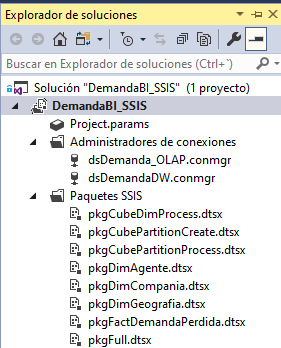 Explorador de soluciones
Buscar en Explorador de soluciones (Ctrl+`)
Solución "DemandaBI_SSIS" (1 proyecto)
DemandaBI_SSIS
Project.params
Administradores de conexiones
dsDemanda_OLAP.conmgr
dsDemandaDW.conmgr
Paquetes SSIS
pkgCubeDimProcess.dtsx
pkgCubePartitionCreate.dtsx
pkgCubePartitionProcess.dtsx
pkgDimAgente.dtsx
pkgDimCompania.dtsx
pkgDimGeografia.dtsx
pkgFactDemandaPerdida.dtsx
pkgFull.dtsx